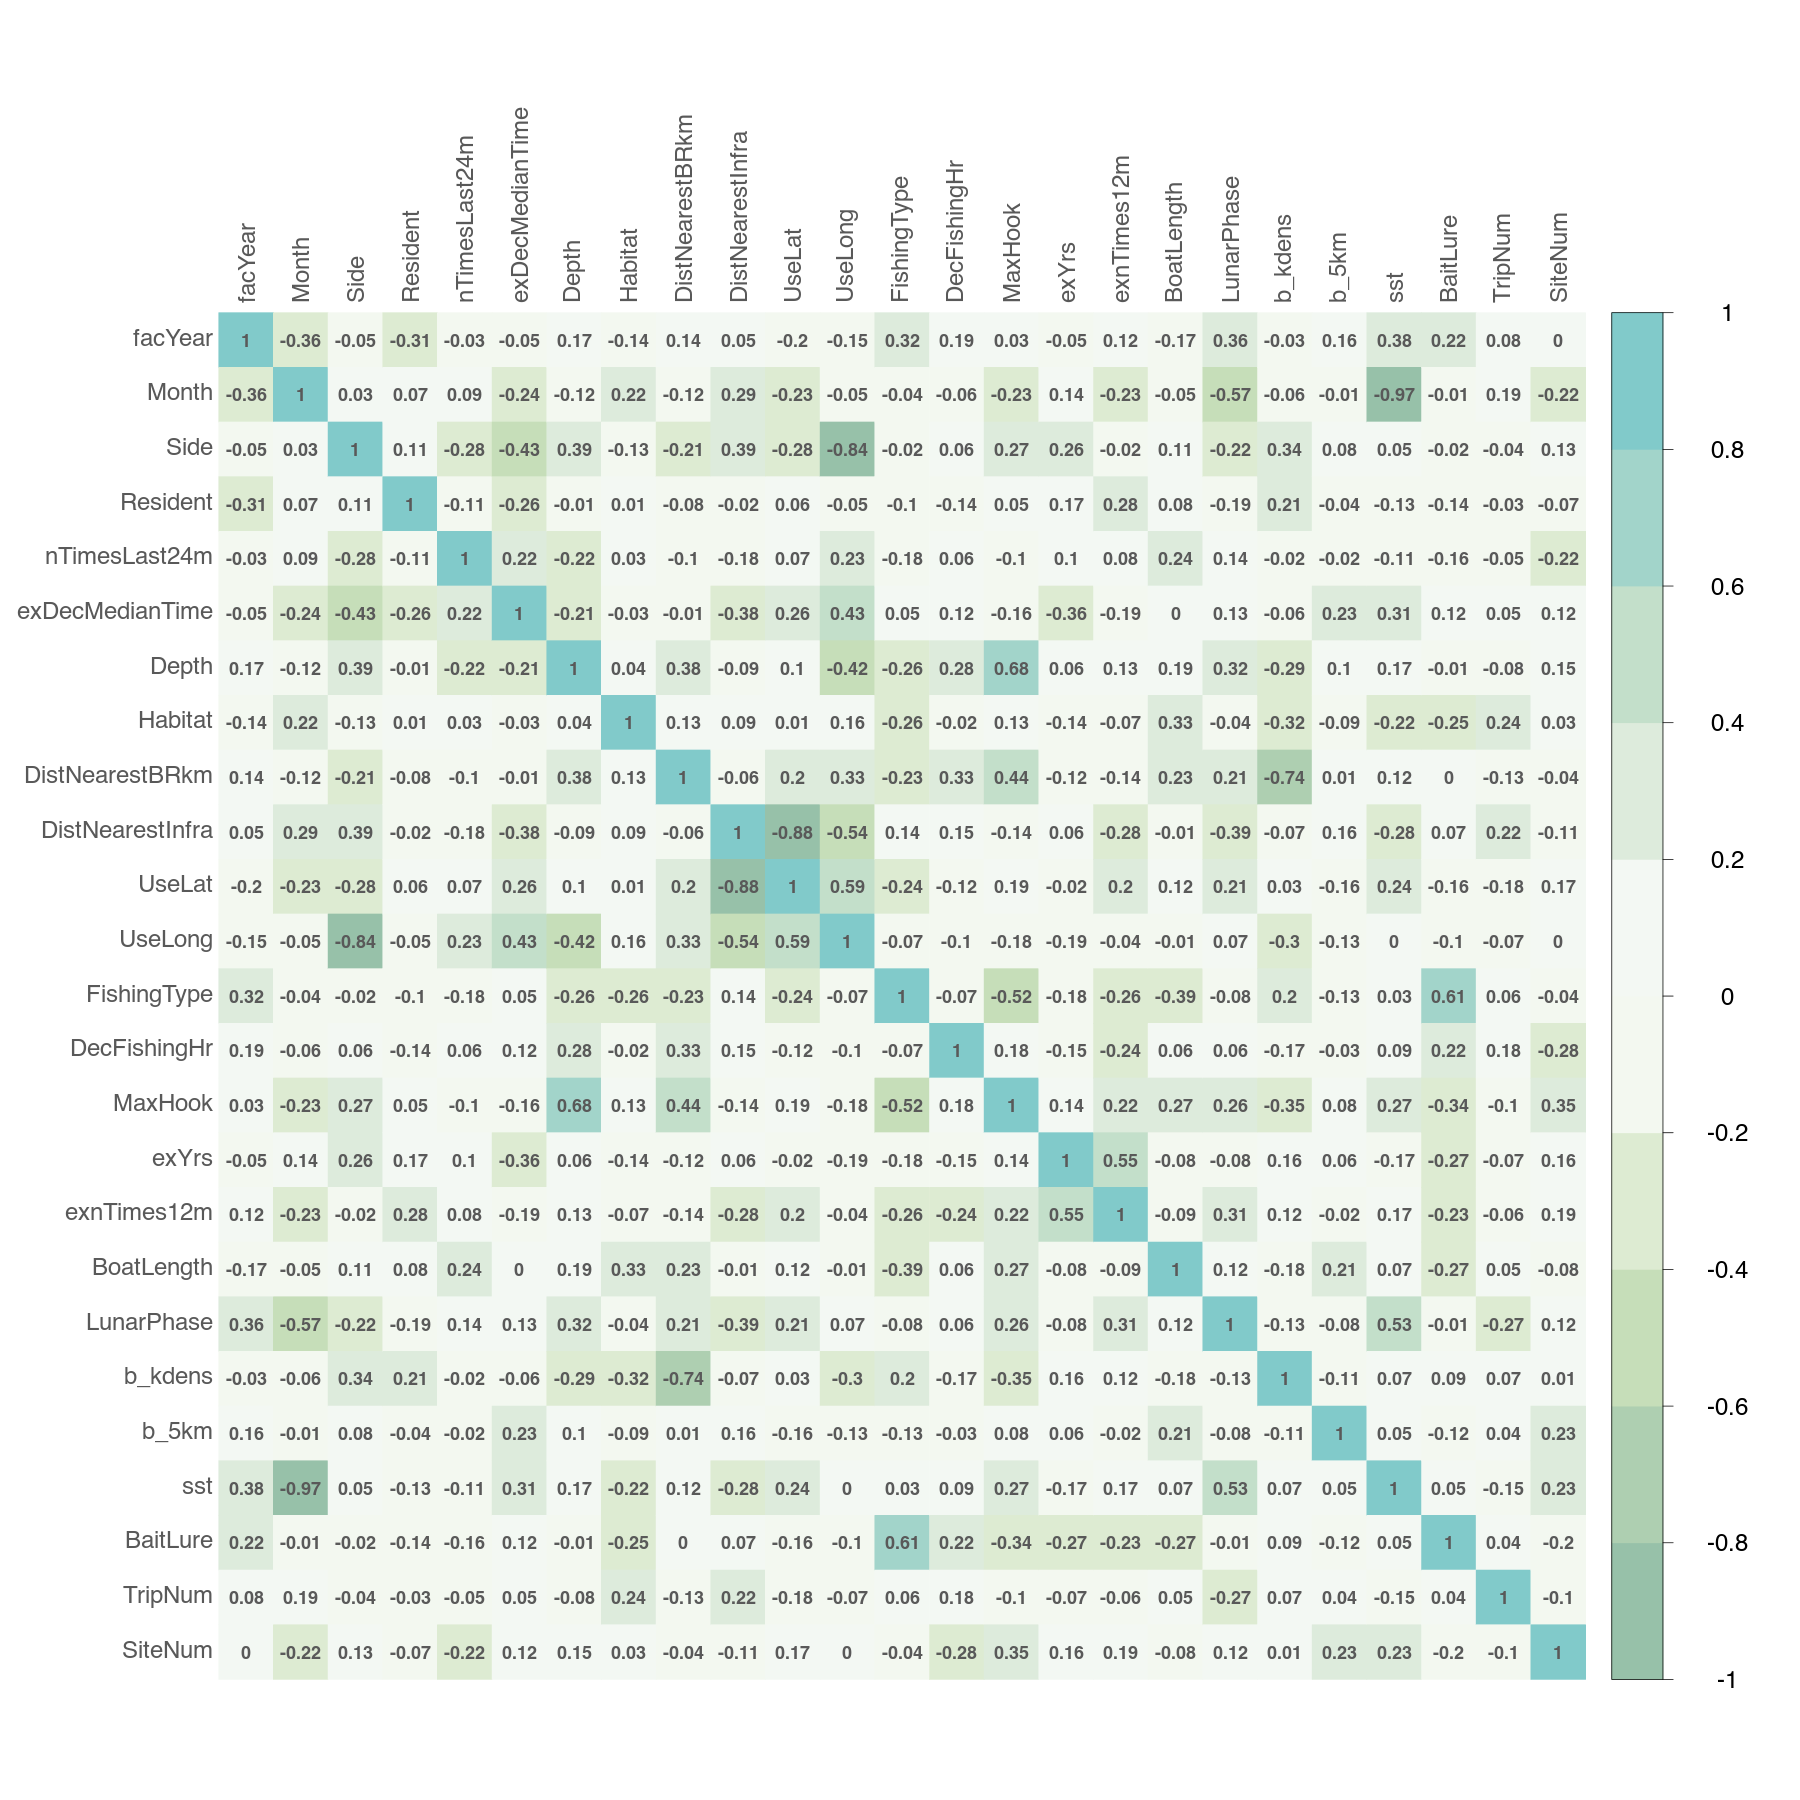 facYear Month Side Resident nTimesLast24m exDecMedianTime Depth Habitat DistNearestBRkm DistNearestInfra UseLat UseLong FishingType DecFishingHr MaxHook exYrs exnTimes12m BoatLength LunarPhase b_kdens b_5km sst BaitLure TripNum SiteNum
facYear 1 -0.36 -0.05 -0.31 -0.03 -0.05 0.17 -0.14 0.14 0.05 -0.2 -0.15 0.32 0.19 0.03 -0.05 0.12 -0.17 0.36 -0.03 0.16 0.38 0.22 0.08 0 1
Month -0.36 1 0.03 0.07 0.09 -0.24 -0.12 0.22 -0.12 0.29 -0.23 -0.05 -0.04 -0.06 -0.23 0.14 -0.23 -0.05 -0.57 -0.06 -0.01 -0.97 -0.01 0.19 -0.22
Side -0.05 0.03 1 0.11 -0.28 -0.43 0.39 -0.13 -0.21 0.39 -0.28 -0.84 -0.02 0.06 0.27 0.26 -0.02 0.11 -0.22 0.34 0.08 0.05 -0.02 -0.04 0.13 0.8
Resident -0.31 0.07 0.11 1 -0.11 -0.26 -0.01 0.01 -0.08 -0.02 0.06 -0.05 -0.1 -0.14 0.05 0.17 0.28 0.08 -0.19 0.21 -0.04 -0.13 -0.14 -0.03 -0.07
nTimesLast24m -0.03 0.09 -0.28 -0.11 1 0.22 -0.22 0.03 -0.1 -0.18 0.07 0.23 -0.18 0.06 -0.1 0.1 0.08 0.24 0.14 -0.02 -0.02 -0.11 -0.16 -0.05 -0.22 0.6
exDecMedianTime -0.05 -0.24 -0.43 -0.26 0.22 1 -0.21 -0.03 -0.01 -0.38 0.26 0.43 0.05 0.12 -0.16 -0.36 -0.19 0 0.13 -0.06 0.23 0.31 0.12 0.05 0.12
Depth 0.17 -0.12 0.39 -0.01 -0.22 -0.21 1 0.04 0.38 -0.09 0.1 -0.42 -0.26 0.28 0.68 0.06 0.13 0.19 0.32 -0.29 0.1 0.17 -0.01 -0.08 0.15
Habitat -0.14 0.22 -0.13 0.01 0.03 -0.03 0.04 1 0.13 0.09 0.01 0.16 -0.26 -0.02 0.13 -0.14 -0.07 0.33 -0.04 -0.32 -0.09 -0.22 -0.25 0.24 0.03 0.4
DistNearestBRkm 0.14 -0.12 -0.21 -0.08 -0.1 -0.01 0.38 0.13 1 -0.06 0.2 0.33 -0.23 0.33 0.44 -0.12 -0.14 0.23 0.21 -0.74 0.01 0.12 0 -0.13 -0.04
DistNearestInfra 0.05 0.29 0.39 -0.02 -0.18 -0.38 -0.09 0.09 -0.06 1 -0.88 -0.54 0.14 0.15 -0.14 0.06 -0.28 -0.01 -0.39 -0.07 0.16 -0.28 0.07 0.22 -0.11 0.2
UseLat -0.2 -0.23 -0.28 0.06 0.07 0.26 0.1 0.01 0.2 -0.88 1 0.59 -0.24 -0.12 0.19 -0.02 0.2 0.12 0.21 0.03 -0.16 0.24 -0.16 -0.18 0.17
UseLong -0.15 -0.05 -0.84 -0.05 0.23 0.43 -0.42 0.16 0.33 -0.54 0.59 1 -0.07 -0.1 -0.18 -0.19 -0.04 -0.01 0.07 -0.3 -0.13 0 -0.1 -0.07 0
FishingType 0.32 -0.04 -0.02 -0.1 -0.18 0.05 -0.26 -0.26 -0.23 0.14 -0.24 -0.07 1 -0.07 -0.52 -0.18 -0.26 -0.39 -0.08 0.2 -0.13 0.03 0.61 0.06 -0.04 0
DecFishingHr 0.19 -0.06 0.06 -0.14 0.06 0.12 0.28 -0.02 0.33 0.15 -0.12 -0.1 -0.07 1 0.18 -0.15 -0.24 0.06 0.06 -0.17 -0.03 0.09 0.22 0.18 -0.28
MaxHook 0.03 -0.23 0.27 0.05 -0.1 -0.16 0.68 0.13 0.44 -0.14 0.19 -0.18 -0.52 0.18 1 0.14 0.22 0.27 0.26 -0.35 0.08 0.27 -0.34 -0.1 0.35 -0.2
exYrs -0.05 0.14 0.26 0.17 0.1 -0.36 0.06 -0.14 -0.12 0.06 -0.02 -0.19 -0.18 -0.15 0.14 1 0.55 -0.08 -0.08 0.16 0.06 -0.17 -0.27 -0.07 0.16
exnTimes12m 0.12 -0.23 -0.02 0.28 0.08 -0.19 0.13 -0.07 -0.14 -0.28 0.2 -0.04 -0.26 -0.24 0.22 0.55 1 -0.09 0.31 0.12 -0.02 0.17 -0.23 -0.06 0.19
BoatLength -0.17 -0.05 0.11 0.08 0.24 0 0.19 0.33 0.23 -0.01 0.12 -0.01 -0.39 0.06 0.27 -0.08 -0.09 1 0.12 -0.18 0.21 0.07 -0.27 0.05 -0.08 -0.4
LunarPhase 0.36 -0.57 -0.22 -0.19 0.14 0.13 0.32 -0.04 0.21 -0.39 0.21 0.07 -0.08 0.06 0.26 -0.08 0.31 0.12 1 -0.13 -0.08 0.53 -0.01 -0.27 0.12
b_kdens -0.03 -0.06 0.34 0.21 -0.02 -0.06 -0.29 -0.32 -0.74 -0.07 0.03 -0.3 0.2 -0.17 -0.35 0.16 0.12 -0.18 -0.13 1 -0.11 0.07 0.09 0.07 0.01 -0.6
b_5km 0.16 -0.01 0.08 -0.04 -0.02 0.23 0.1 -0.09 0.01 0.16 -0.16 -0.13 -0.13 -0.03 0.08 0.06 -0.02 0.21 -0.08 -0.11 1 0.05 -0.12 0.04 0.23
sst 0.38 -0.97 0.05 -0.13 -0.11 0.31 0.17 -0.22 0.12 -0.28 0.24 0 0.03 0.09 0.27 -0.17 0.17 0.07 0.53 0.07 0.05 1 0.05 -0.15 0.23
BaitLure 0.22 -0.01 -0.02 -0.14 -0.16 0.12 -0.01 -0.25 0 0.07 -0.16 -0.1 0.61 0.22 -0.34 -0.27 -0.23 -0.27 -0.01 0.09 -0.12 0.05 1 0.04 -0.2 -0.8
TripNum 0.08 0.19 -0.04 -0.03 -0.05 0.05 -0.08 0.24 -0.13 0.22 -0.18 -0.07 0.06 0.18 -0.1 -0.07 -0.06 0.05 -0.27 0.07 0.04 -0.15 0.04 1 -0.1
SiteNum 0 -0.22 0.13 -0.07 -0.22 0.12 0.15 0.03 -0.04 -0.11 0.17 0 -0.04 -0.28 0.35 0.16 0.19 -0.08 0.12 0.01 0.23 0.23 -0.2 -0.1 1 -1